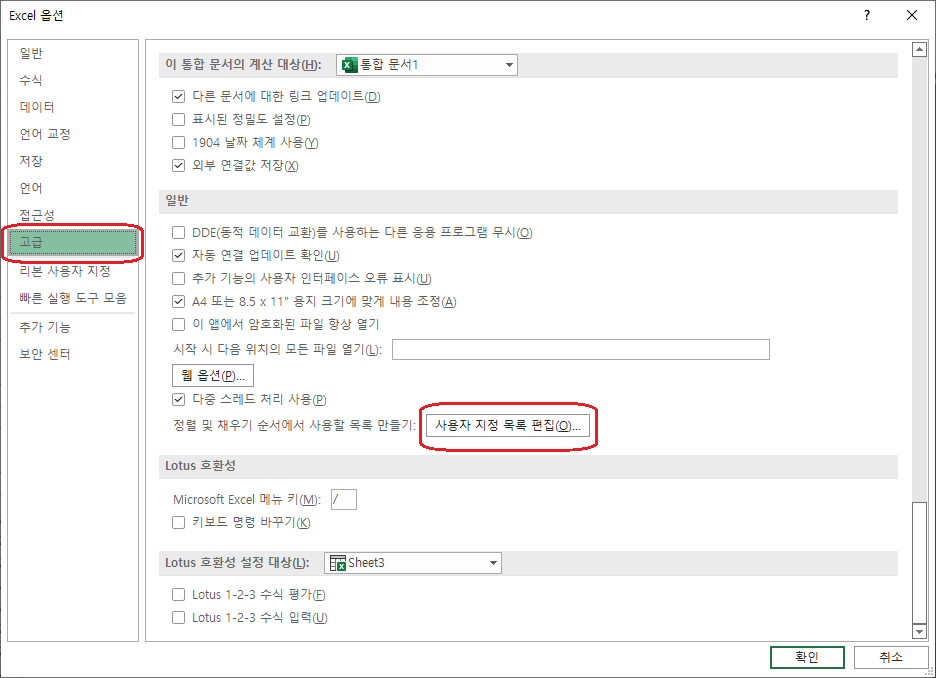 Excel 옵션
?
일반
수식
데이터
언어 교정
저장
언어
접근성
고급
리본 사용자 지정
빠른 실행 도구 모음
추가 기능
보안 센터
이 통합 문서의 계산 대상(H): 통합 문서1
다른 문서에 대한 링크 업데이트(D)
표시된 정밀도 설정(P)
1904 날짜 체계 사용(Y)
외부 연결값 저장(X)
일반
DDE(동적 데이터 교환)를 사용하는 다른 응용 프로그램 무시(O)
자동 연결 업데이트 확인(U)
추가 기능의 사용자 인터페이스 오류 표시(U)
A4 또는 8.5 x 11" 용지 크기에 맞게 내용 조정(A)
이 앱에서 암호화된 파일 항상 열기
시작 시 다음 위치의 모든 파일 열기(L):
웹 옵션(P)...
다중 스레드 처리 사용(P)
정렬 및 채우기 순서에서 사용할 목록 만들기: 사용자 지정 목록 편집(O)...
Lotus 호환성
Microsoft Excel 메뉴 키(M): /
키보드 명령 바꾸기(K)
Lotus 호환성 설정 대상(L): Sheet3
Lotus 1-2-3 수식 평가(F)
Lotus 1-2-3 수식 입력(U)
확인 취소